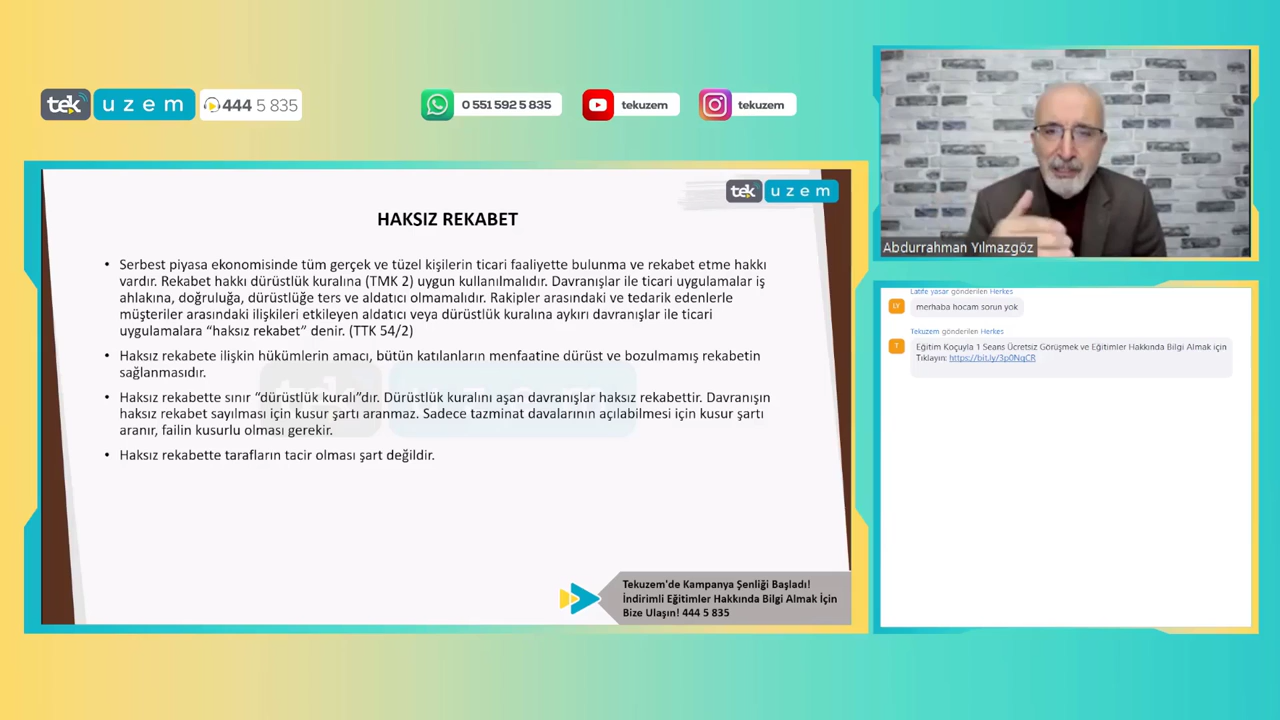 tek uzem 444 5 835
0 551 592 5 835
tekuzem
tekuzem
tek uzem
HAKSIZ REKABET
• Serbest piyasa ekonomisinde tüm gerçek ve tüzel kişilerin ticari faaliyette bulunma ve rekabet etme hakkı
vardır. Rekabet hakkı dürüstlük kuralına (TMK 2) uygun kullanılmalıdır. Davranışlar ile ticari uygulamalar iş
ahlakına, doğruluğa, dürüstlüğe ters ve aldatıcı olmamalıdır. Rakipler arasındaki ve tedarik edenlerle
müşteriler arasındaki ilişkileri etkileyen aldatıcı veya dürüstlük kuralına aykırı davranışlar ile ticari
uygulamalara “haksız rekabet” denir. (TTK 54/2)
• Haksız rekabete ilişkin hükümlerin amacı, bütün katılanların menfaatine dürüst ve bozulmamış rekabetin
sağlanmasıdır.
• Haksız rekabette sınır “dürüstlük kuralı”dır. Dürüstlük kuralını aşan davranışlar haksız rekabettir. Davranışın
haksız rekabet sayılması için kusur şartı aranmaz. Sadece tazminat davalarının açılabilmesi için kusur şartı
aranır, failin kusurlu olması gerekir.
• Haksız rekabette tarafların tacir olması şart değildir.
Tekuzem'de Kampanya Şenliği Başladı!
İndirimli Eğitimler Hakkında Bilgi Almak İçin
Bize Ulaşın! 444 5 835
Abdurrahman Yılmazgöz
Latife yasar gönderilen Herkes
LY merhaba hocam sorun yok
Tekuzem gönderilen Herkes
T Eğitim Koçuyla 1 Seans Ücretsiz Görüşmek ve Eğitimler Hakkında Bilgi Almak için
Tıklayın: https://bit.ly/3p0NqCR